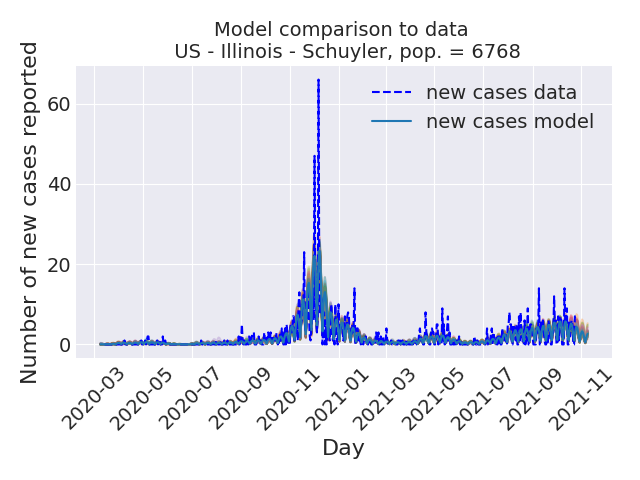 Model comparison to data
US - Illinois - Schuyler, pop. = 6768
Number of new cases reported
60
40
20
0
new cases data
new cases model
2020-03
2020-05
2020-07
2020-09
2020-11
2021-01
2021-03
2021-05
2021-07
2021-09
2021-11
Day